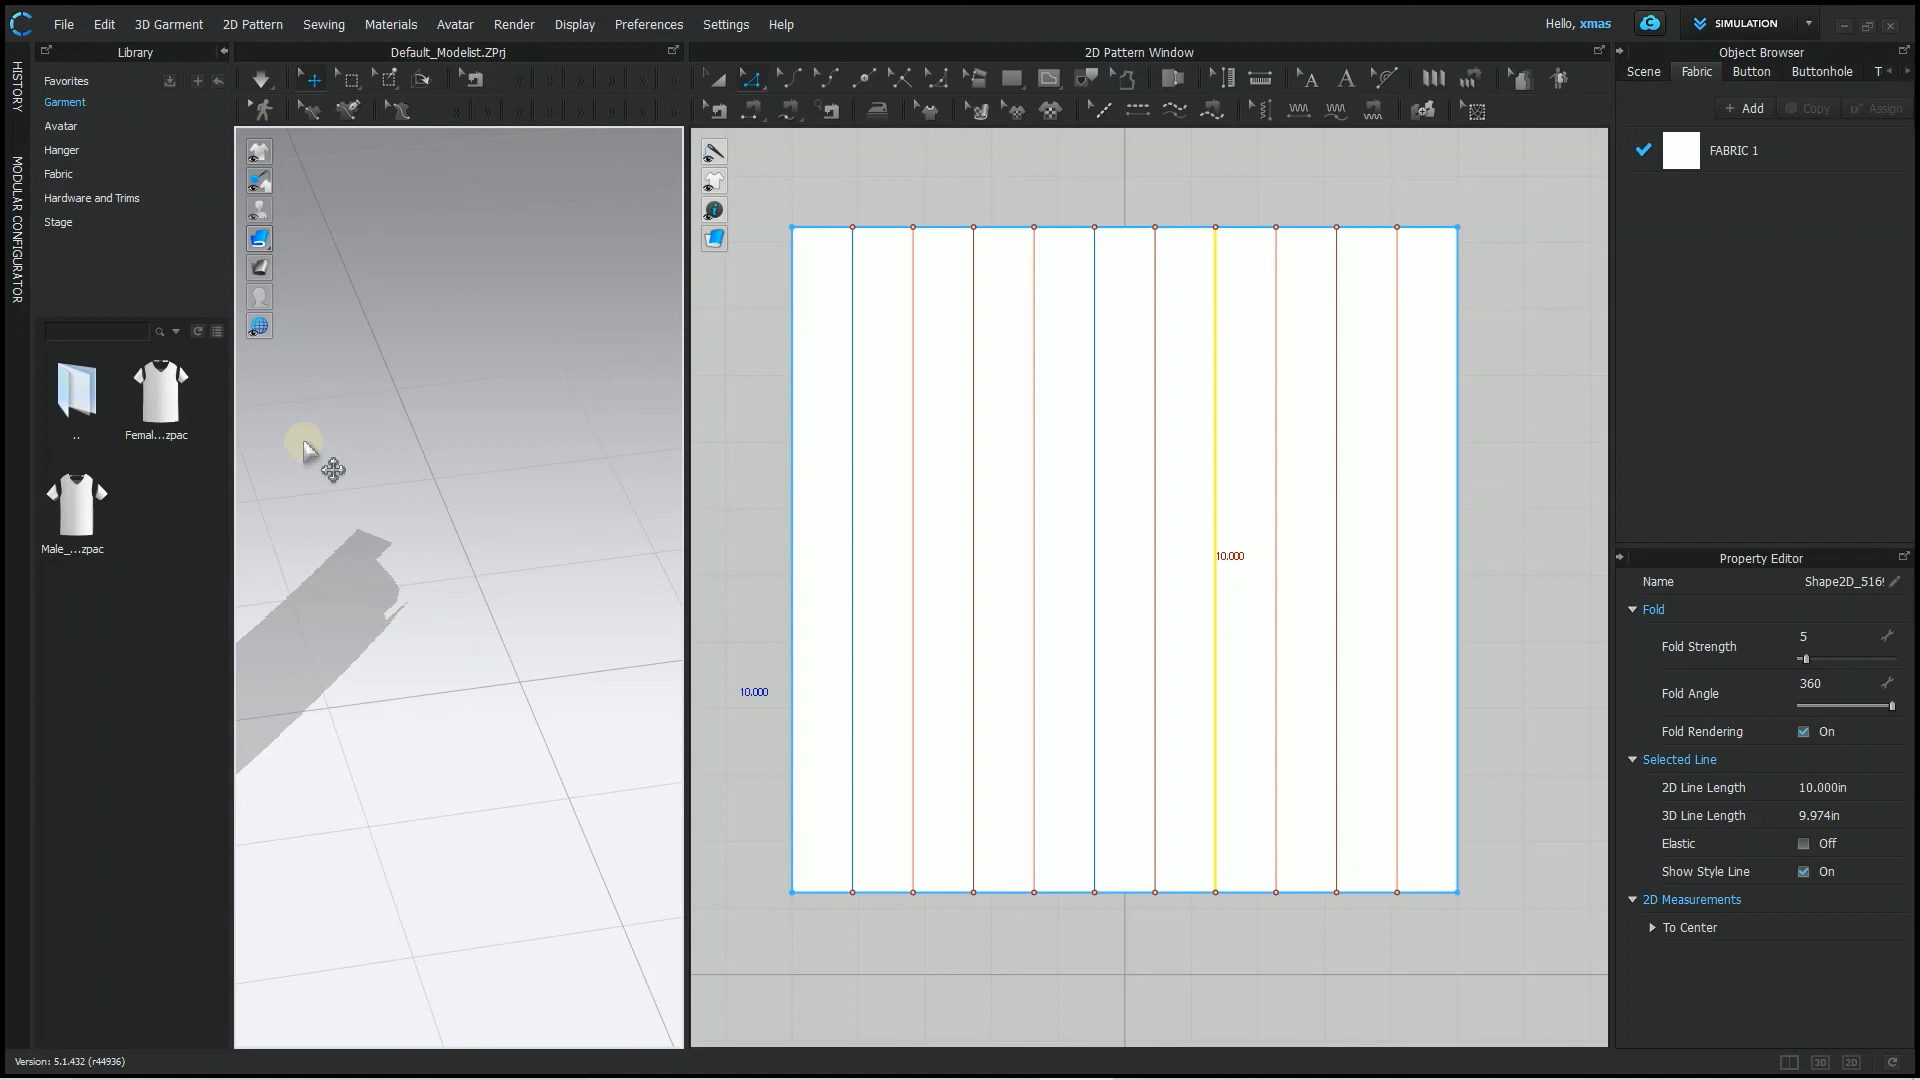 File Edit 3D Garment 2D Pattern Sewing Materials Avatar Render Display Preferences Settings Help
Hello, xmas
SIMULATION
HISTORY
MODULAR CONFIGURATOR
Library
Favorites
Garment
Avatar
Hanger
Fabric
Hardware and Trims
Stage
..
Femal...zpac
Male_...zpac
Default_Modelist.ZPrj
2D Pattern Window
10.000
10.000
Object Browser
Scene Fabric Button Buttonhole T
+ Add Copy Assign
FABRIC 1
Property Editor
Name Shape2D_516
Fold
Fold Strength 5
Fold Angle 360
Fold Rendering On
Selected Line
2D Line Length 10.000in
3D Line Length 9.974in
Elastic Off
Show Style Line On
2D Measurements
To Center
Version: 5.1.432 (r44936)
3D 2D